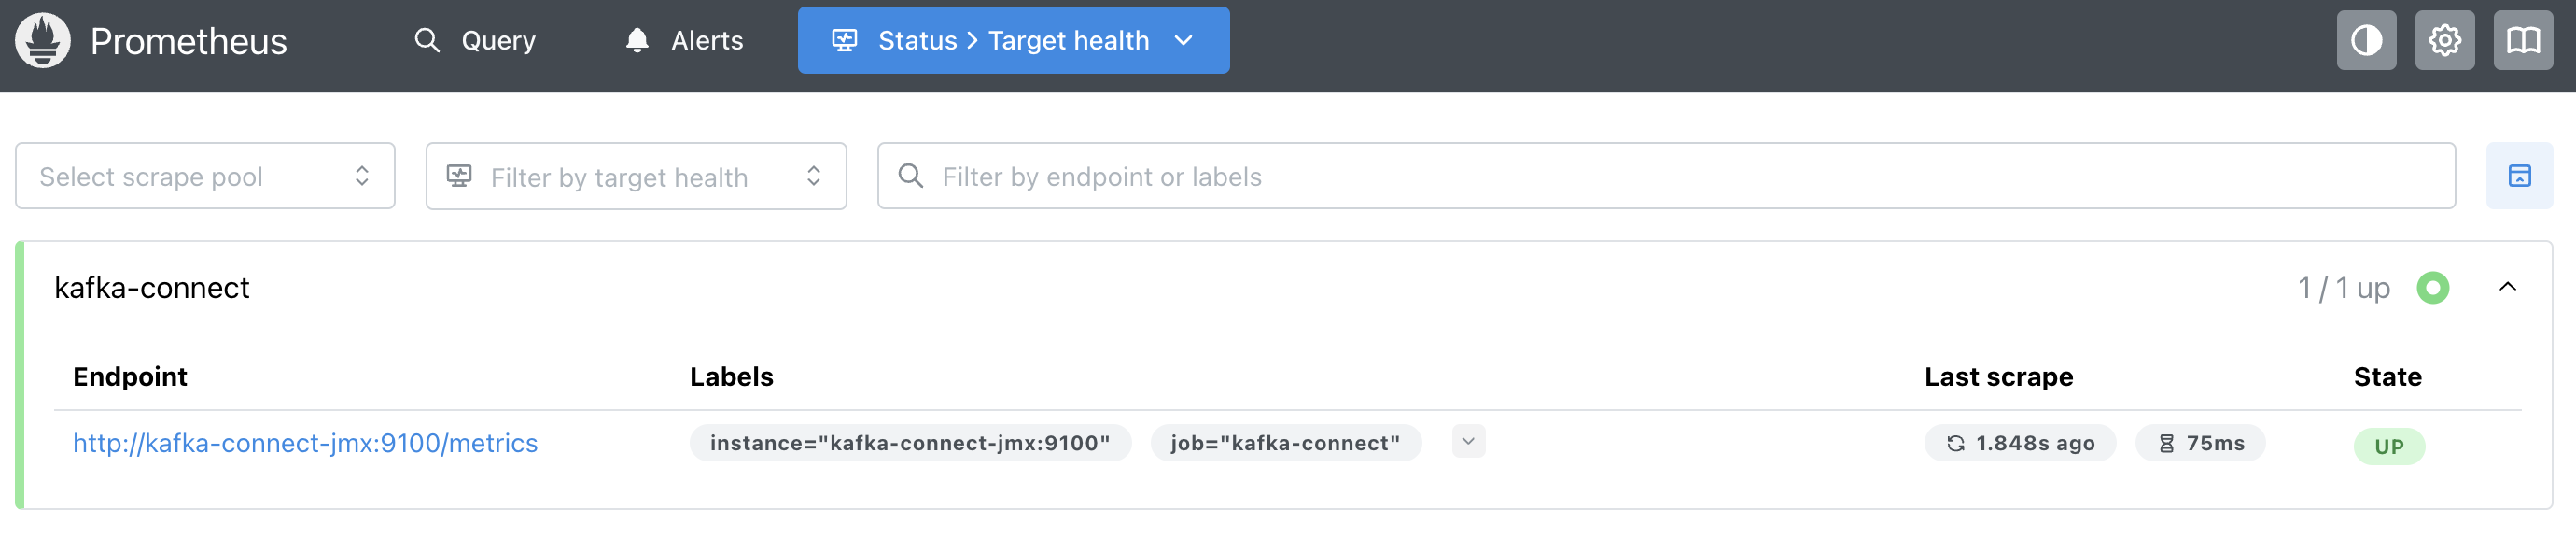 Prometheus Query Alerts Status > Target health
Select scrape pool Filter by target health Filter by endpoint or labels
kafka-connect 1 / 1 up
Endpoint Labels Last scrape State
http://kafka-connect-jmx:9100/metrics instance="kafka-connect-jmx:9100" job="kafka-connect" 1.848s ago 75ms UP